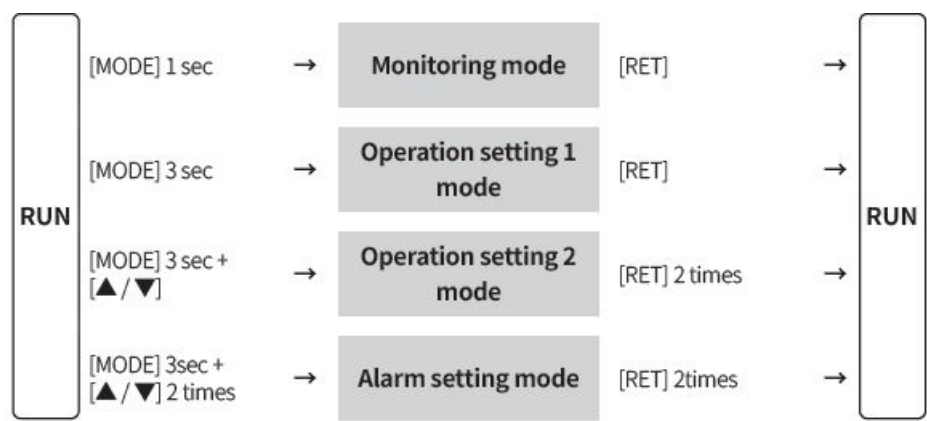 RUN
[MODE] 1 sec → Monitoring mode [RET] →
[MODE] 3 sec → Operation setting 1
mode [RET] →
[MODE] 3 sec +
[▲ / ▼] → Operation setting 2
mode [RET] 2 times →
[MODE] 3sec +
[▲ / ▼] 2 times → Alarm setting mode [RET] 2times →
RUN